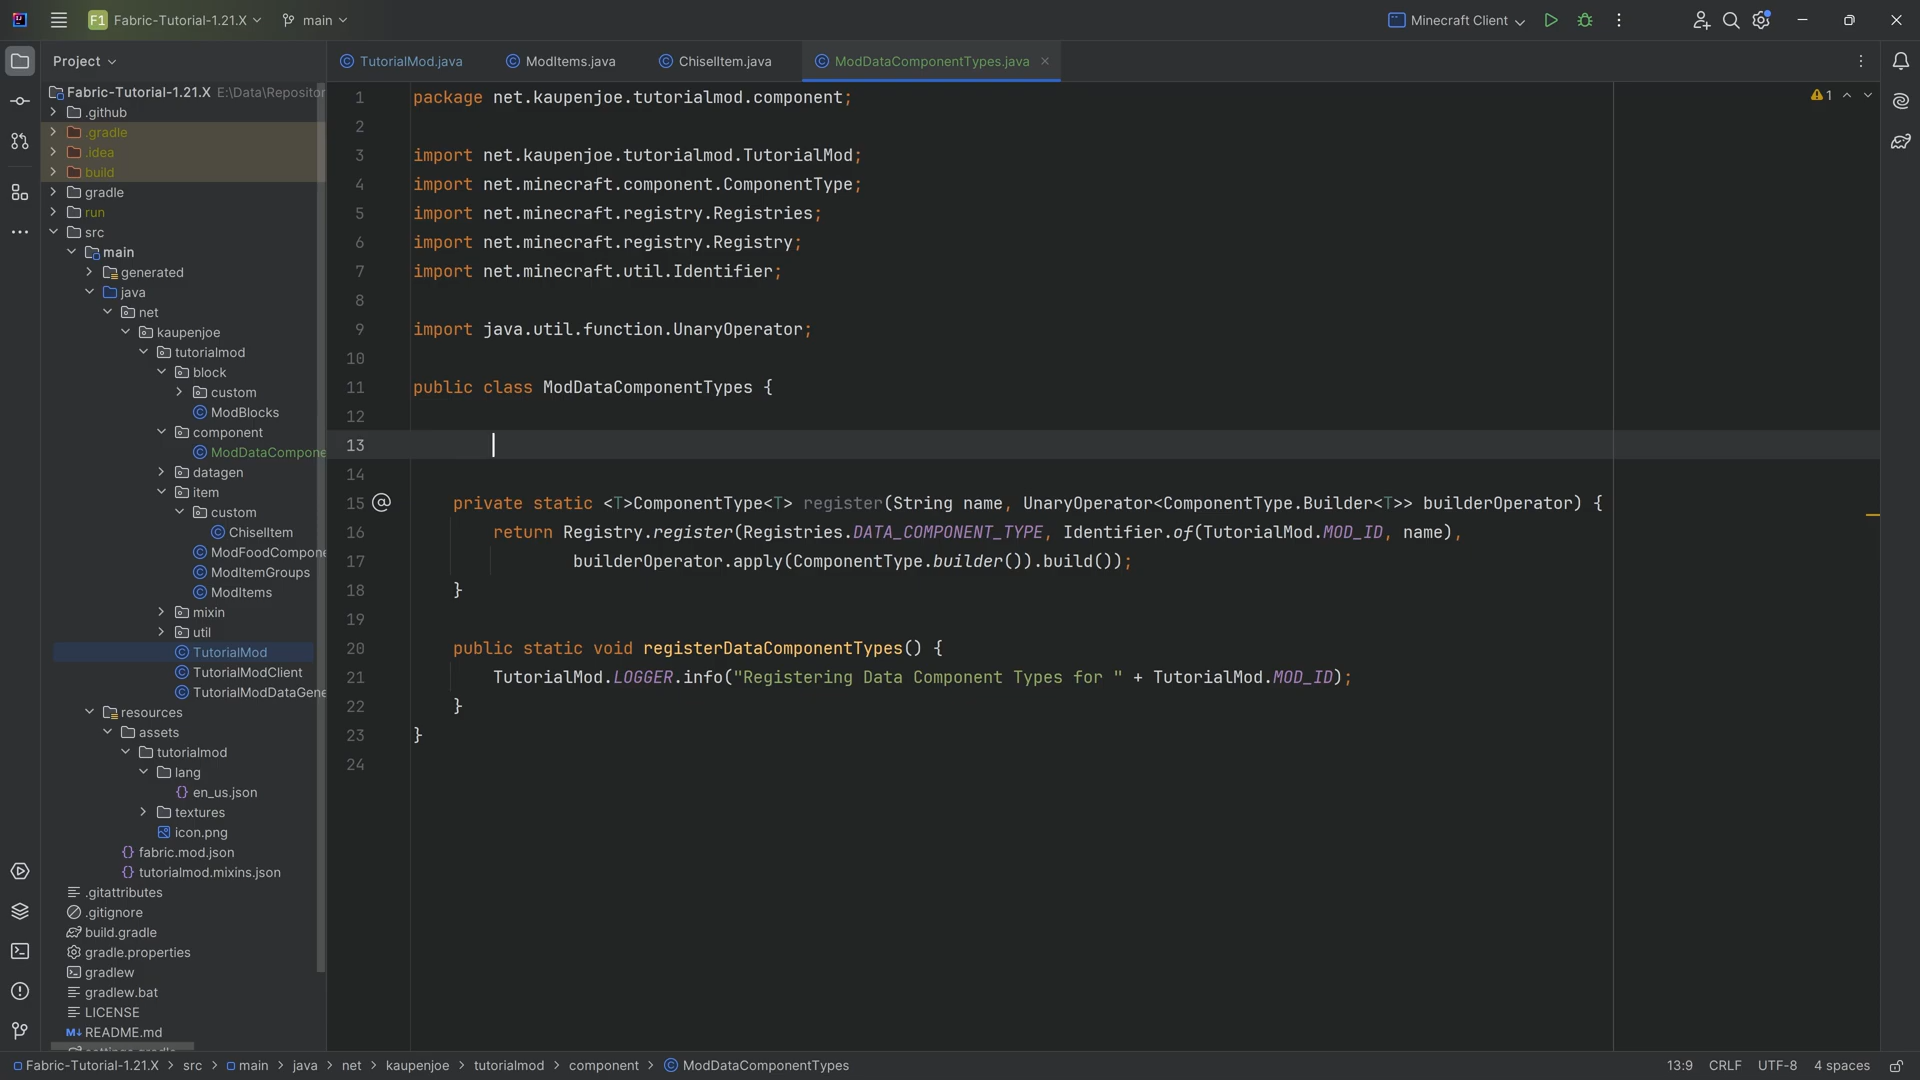 F1 Fabric-Tutorial-1.21.X main Minecraft Client
Project TutorialMod.java ModItems.java ChiselItem.java ModDataComponentTypes.java
Fabric-Tutorial-1.21.X E:\Data\Repositor
.github
.gradle
.idea
build
gradle
run
src
main
generated
java
net
kaupenjoe
tutorialmod
block
custom
ModBlocks
component
ModDataCompone
datagen
item
custom
ChiselItem
ModFoodCompone
ModItemGroups
ModItems
mixin
util
TutorialMod
TutorialModClient
TutorialModDataGene
resources
assets
tutorialmod
lang
en_us.json
textures
icon.png
fabric.mod.json
tutorialmod.mixins.json
.gitattributes
.gitignore
build.gradle
gradle.properties
gradlew
gradlew.bat
LICENSE
README.md
1 package net.kaupenjoe.tutorialmod.component;
1
2
3 import net.kaupenjoe.tutorialmod.TutorialMod;
4 import net.minecraft.component.ComponentType;
5 import net.minecraft.registry.Registries;
6 import net.minecraft.registry.Registry;
7 import net.minecraft.util.Identifier;
8
9 import java.util.function.UnaryOperator;
10
11 public class ModDataComponentTypes {
12
13
14
15 @ private static <T>ComponentType<T> register(String name, UnaryOperator<ComponentType.Builder<T>> builderOperator) {
16 return Registry.register(Registries.DATA_COMPONENT_TYPE, Identifier.of(TutorialMod.MOD_ID, name),
17 builderOperator.apply(ComponentType.builder()).build());
18 }
19
20 public static void registerDataComponentTypes() {
21 TutorialMod.LOGGER.info("Registering Data Component Types for " + TutorialMod.MOD_ID);
22 }
23 }
24
Fabric-Tutorial-1.21.X > src > main > java > net > kaupenjoe > tutorialmod > component > ModDataComponentTypes 13:9 CRLF UTF-8 4 spaces